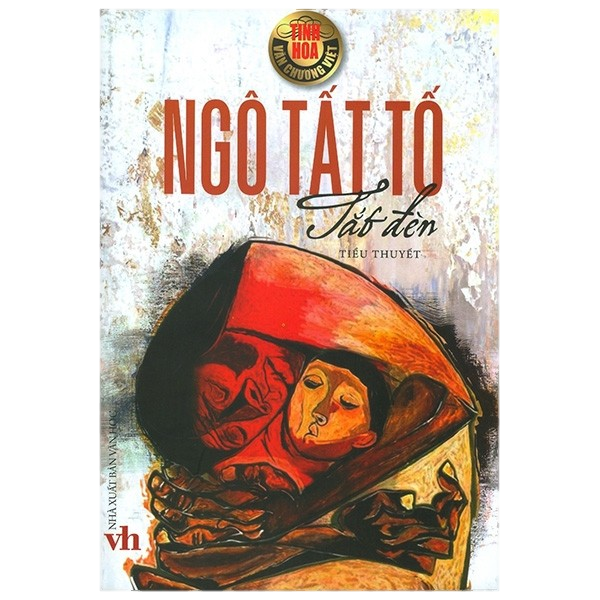 TINH
HOA
VĂN CHƯƠNG VIỆT
NGÔ TẤT TỐ
Tắt đèn
TIỂU THUYẾT
NHÀ XUẤT BẢN VĂN HỌC
vh